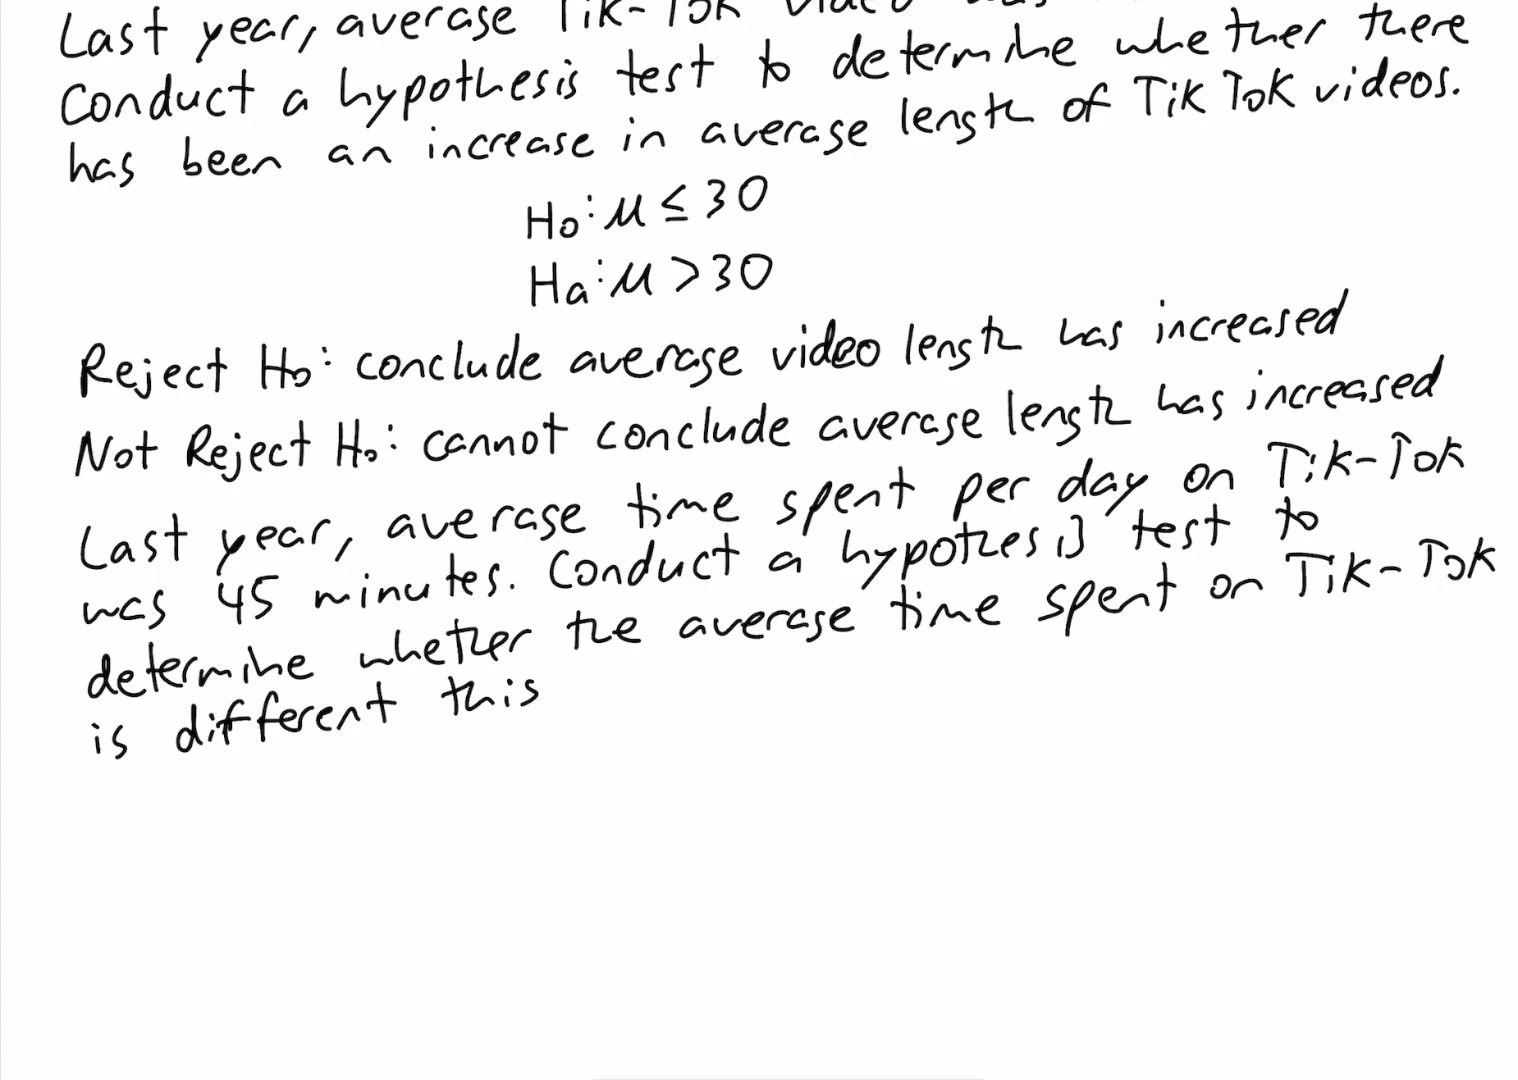 Last year, average Tik-Tok video was
Conduct a hypothesis test to determine whether there
has been an increase in average length of Tik Tok videos.
Ho: μ ≤ 30
Ha: μ > 30
Reject Ho: conclude average video length has increased
Not Reject Ho: cannot conclude average length has increased
Last year, average time spent per day on Tik-Tok
was 45 minutes. Conduct a hypothesis test to
determine whether the average time spent on Tik-Tok
is different this